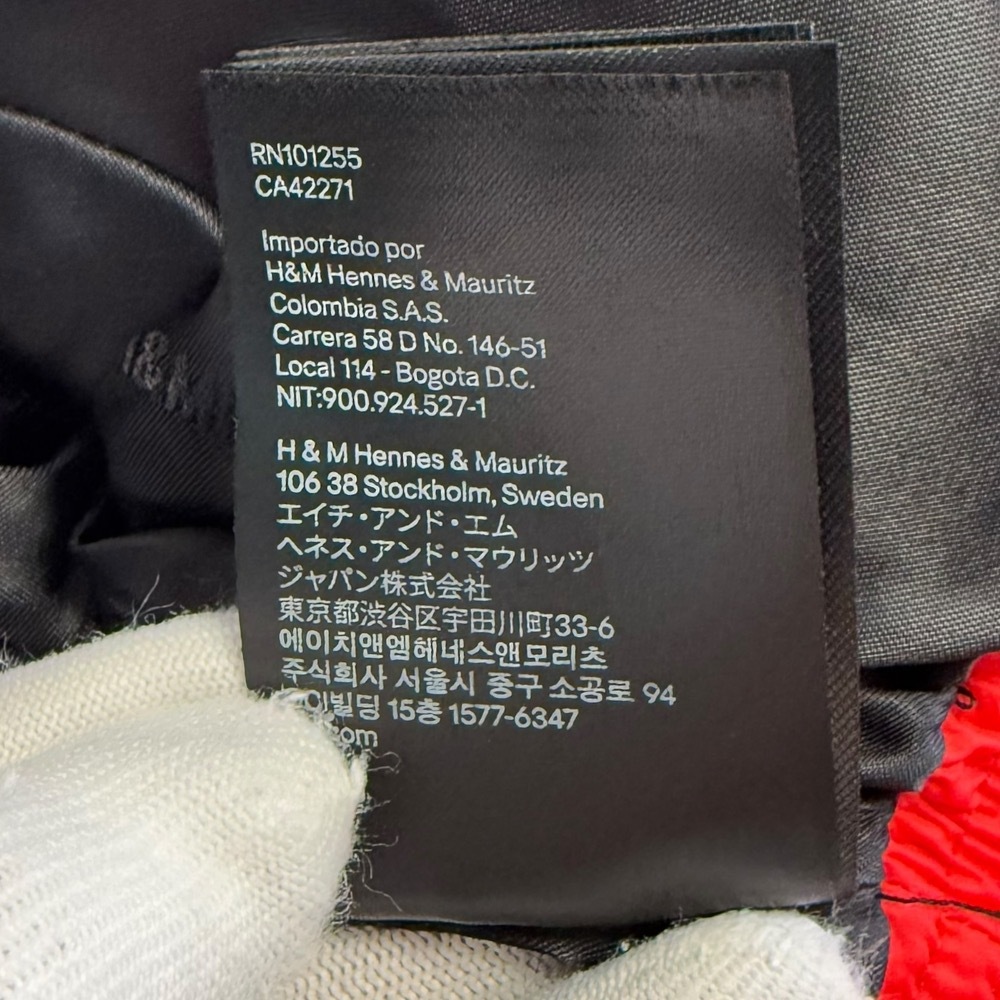 RN101255
CA42271
Importado por
H&M Hennes & Mauritz
Colombia S.A.S.
Carrera 58 D No. 146-51
Local 114 - Bogota D.C.
NIT:900.924.527-1
H & M Hennes & Mauritz
106 38 Stockholm, Sweden
エイチ・アンド・エム
ヘネス・アンド・マウリッツ
ジャパン株式会社
東京都渋谷区宇田川町33-6
에이치앤엠헤네스앤모리츠
주식회사 서울시 중구 소공로 94
15층 1577-6347